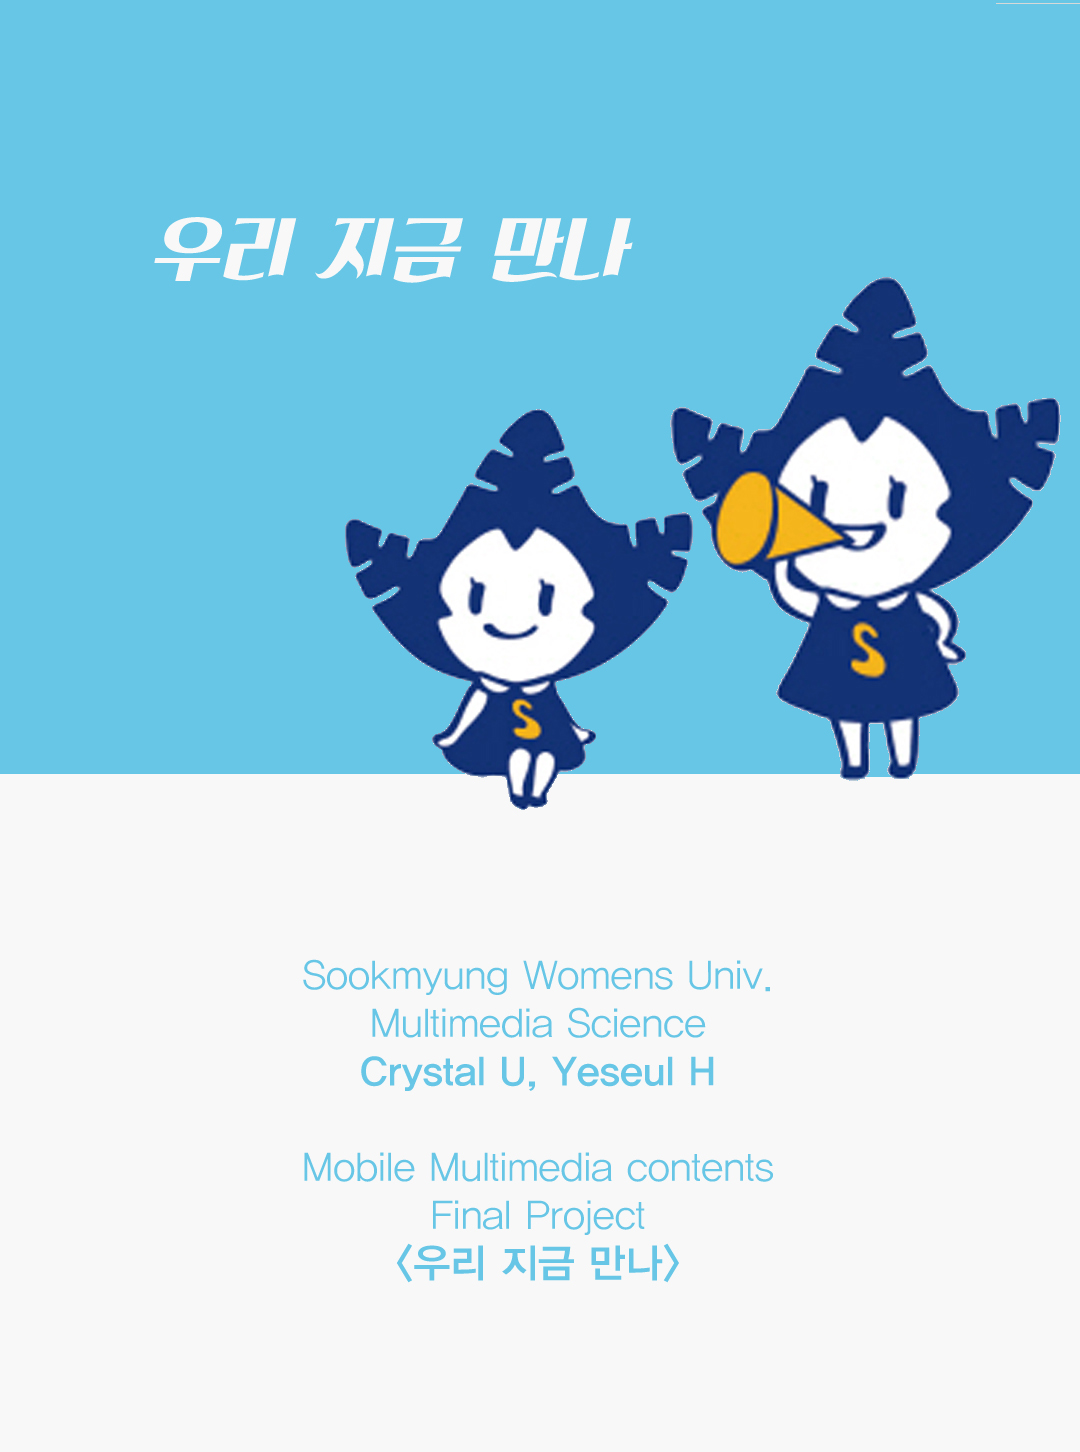 우리 지금 만나
S
S
Sookmyung Womens Univ.
Multimedia Science
Crystal U, Yeseul H
Mobile Multimedia contents
Final Project
<우리 지금 만나>